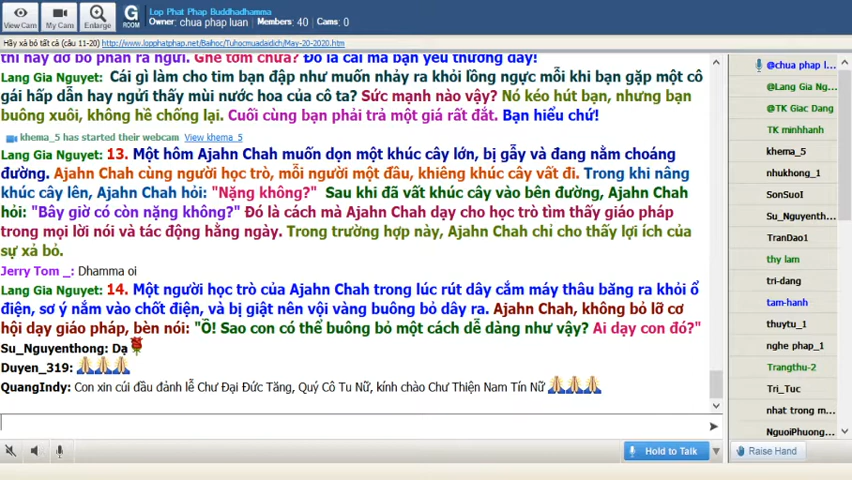 View Cam
My Cam
Enlarge
G ROOM
Lop Phat Phap Buddhadhamma
Owner: chua phap luan Members: 40 Cams: 0
Hãy xả bỏ tất cả (câu 11-20) http://www.lopphatphap.net/Baihoc/Tuhocmuadaidich/May-20-2020.htm
Lang Gia Nguyet: Cái gì làm cho tim bạn đập như muốn nhảy ra khỏi lồng ngực mỗi khi bạn gặp một cô
gái hấp dẫn hay ngửi thấy mùi nước hoa của cô ta? Sức mạnh nào vậy? Nó kéo hút bạn, nhưng bạn
buông xuôi, không hề chống lại. Cuối cùng bạn phải trả một giá rất đắt. Bạn hiểu chứ!
khema_5 has started their webcam View khema_5
Lang Gia Nguyet: 13. Một hôm Ajahn Chah muốn dọn một khúc cây lớn, bị gẫy và đang nằm choáng
đường. Ajahn Chah cùng người học trò, mỗi người một đầu, khiêng khúc cây vất đi. Trong khi nâng
khúc cây lên, Ajahn Chah hỏi: "Nặng không?" Sau khi đã vất khúc cây vào bên đường, Ajahn Chah
hỏi: "Bây giờ có còn nặng không?" Đó là cách mà Ajahn Chah dạy cho học trò tìm thấy giáo pháp
trong mọi lời nói và tác động hằng ngày. Trong trường hợp này, Ajahn Chah chỉ cho thấy lợi ích của
sự xả bỏ.
Jerry Tom _: Dhamma oi
Lang Gia Nguyet: 14. Một người học trò của Ajahn Chah trong lúc rút dây cắm máy thâu băng ra khỏi ổ
điện, sơ ý nắm vào chốt điện, và bị giật nên vội vàng buông bỏ dây ra. Ajahn Chah, không bỏ lỡ cơ
hội dạy giáo pháp, bèn nói: "Ồ! Sao con có thể buông bỏ một cách dễ dàng như vậy? Ai dạy con đó?"
Su_Nguyenthong: Dạ
Duyen_319:
QuangIndy: Con xin cúi đầu đảnh lễ Chư Đại Đức Tăng, Quý Cô Tu Nữ, kính chào Chư Thiện Nam Tín Nữ
Hold to Talk
@chua phap l...
@Lang Gia Ng...
@TK Giac Dang
TK minhhanh
khema_5
nhukhong_1
SonSuoI
Su_Nguyenth...
TranDao1
thy lam
tri-dang
tam-hanh
thuytu_1
nghe phap_1
Trangthu-2
Tri_Tuc
nhat trong m...
NguoiPhuong...
Raise Hand